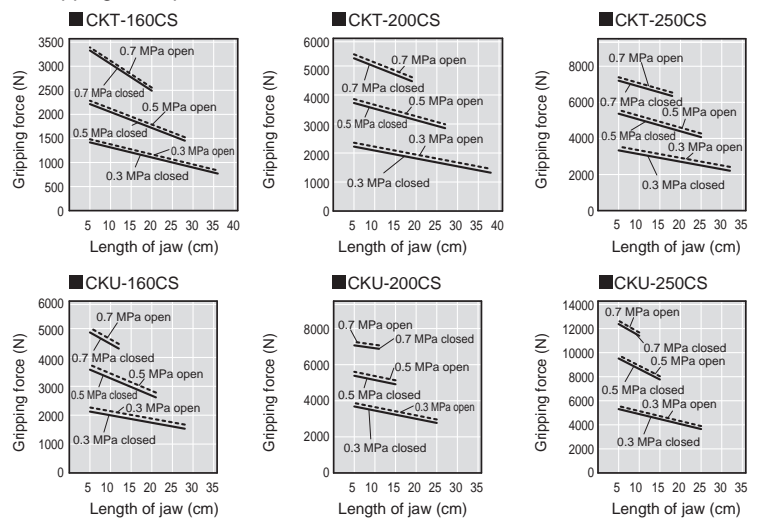 ■CKT-160CS
Gripping force (N)
3500
3000
2500
2000
1500
1000
500
0
0.7 MPa open
0.7 MPa closed
0.5 MPa open
0.5 MPa closed
0.3 MPa open
0.3 MPa closed
5 10 15 20 25 30 35 40
Length of jaw (cm)
■CKT-200CS
Gripping force (N)
6000
5000
4000
3000
2000
1000
0
0.7 MPa open
0.7 MPa closed
0.5 MPa open
0.5 MPa closed
0.3 MPa open
0.3 MPa closed
5 10 15 20 25 30 35 40
Length of jaw (cm)
■CKT-250CS
Gripping force (N)
8000
6000
4000
2000
0
0.7 MPa open
0.7 MPa closed
0.5 MPa open
0.5 MPa closed
0.3 MPa open
0.3 MPa closed
5 10 15 20 25 30 35
Length of jaw (cm)
■CKU-160CS
Gripping force (N)
6000
5000
4000
3000
2000
1000
0
0.7 MPa open
0.7 MPa closed
0.5 MPa open
0.5 MPa closed
0.3 MPa open
0.3 MPa closed
5 10 15 20 25 30 35
Length of jaw (cm)
■CKU-200CS
Gripping force (N)
8000
6000
4000
2000
0
0.7 MPa open
0.7 MPa closed
0.5 MPa open
0.5 MPa closed
0.3 MPa open
0.3 MPa closed
5 10 15 20 25 30 35
Length of jaw (cm)
■CKU-250CS
Gripping force (N)
14000
12000
10000
8000
6000
4000
2000
0
0.7 MPa open
0.7 MPa closed
0.5 MPa open
0.5 MPa closed
0.3 MPa open
0.3 MPa closed
5 10 15 20 25 30 35
Length of jaw (cm)